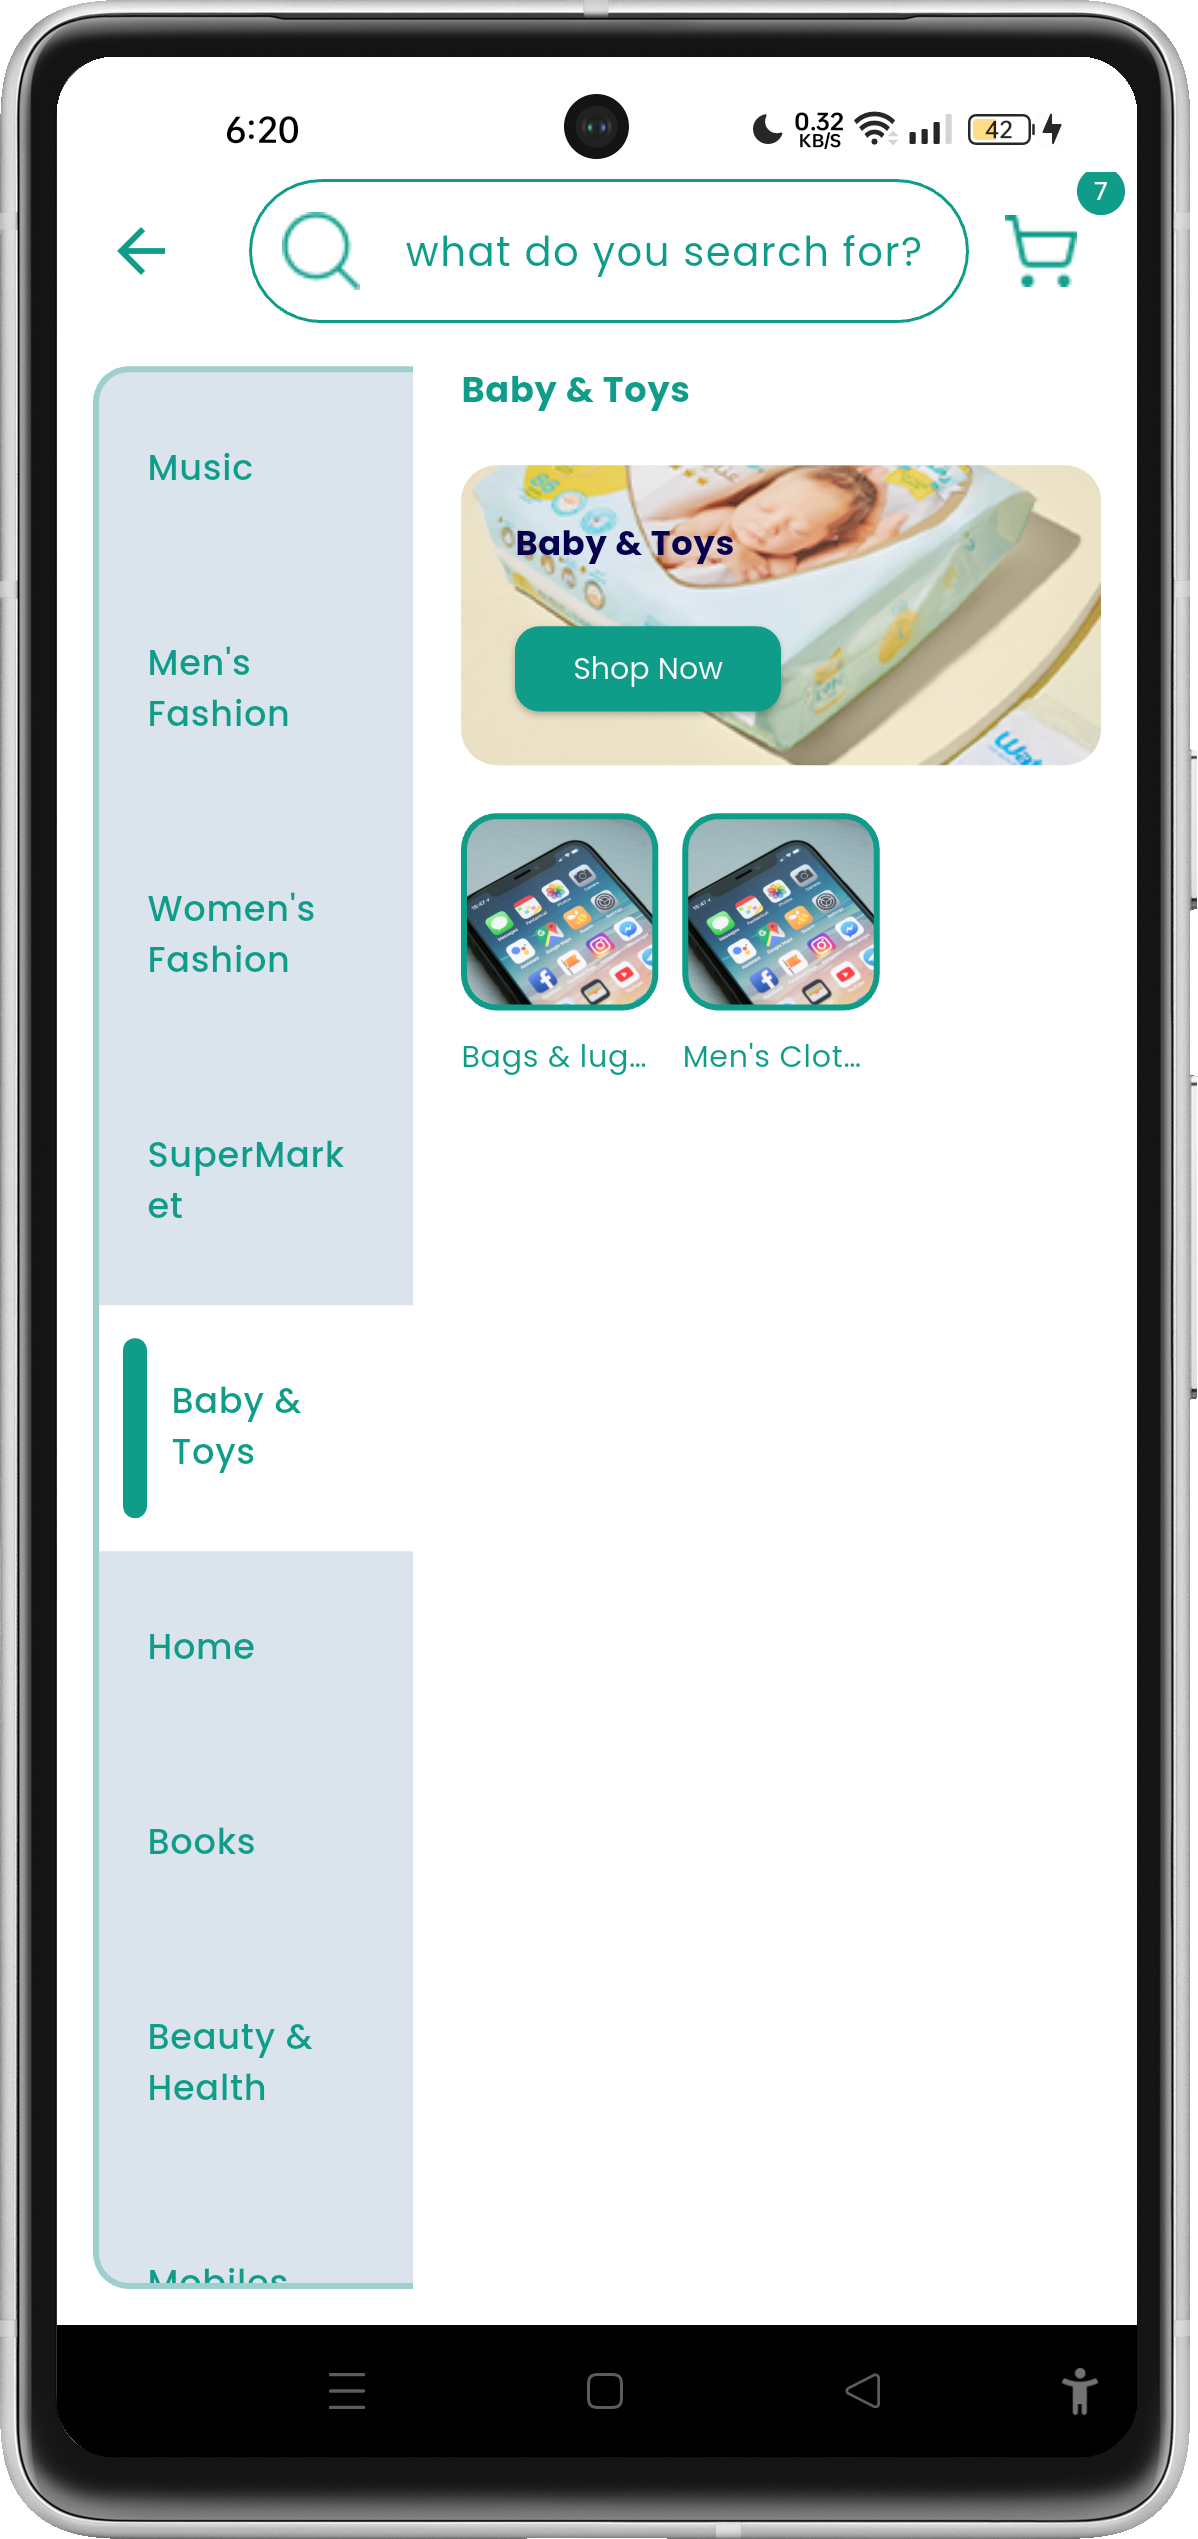 6:20
0.32
KB/S
42
7
what do you search for?
Baby & Toys
Music
Men's
Fashion
Women's
Fashion
SuperMark
et
Baby &
Toys
Home
Books
Beauty &
Health
Mobiles
Baby & Toys
Shop Now
Bags & lug...
Men's Clot...